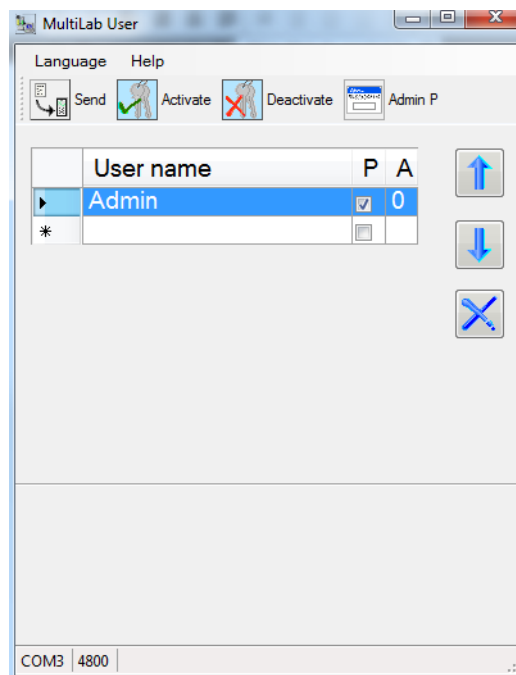 MultiLab User
Language Help
Send Activate Deactivate Admin P
User name P A
Admin 0
*
COM3 4800